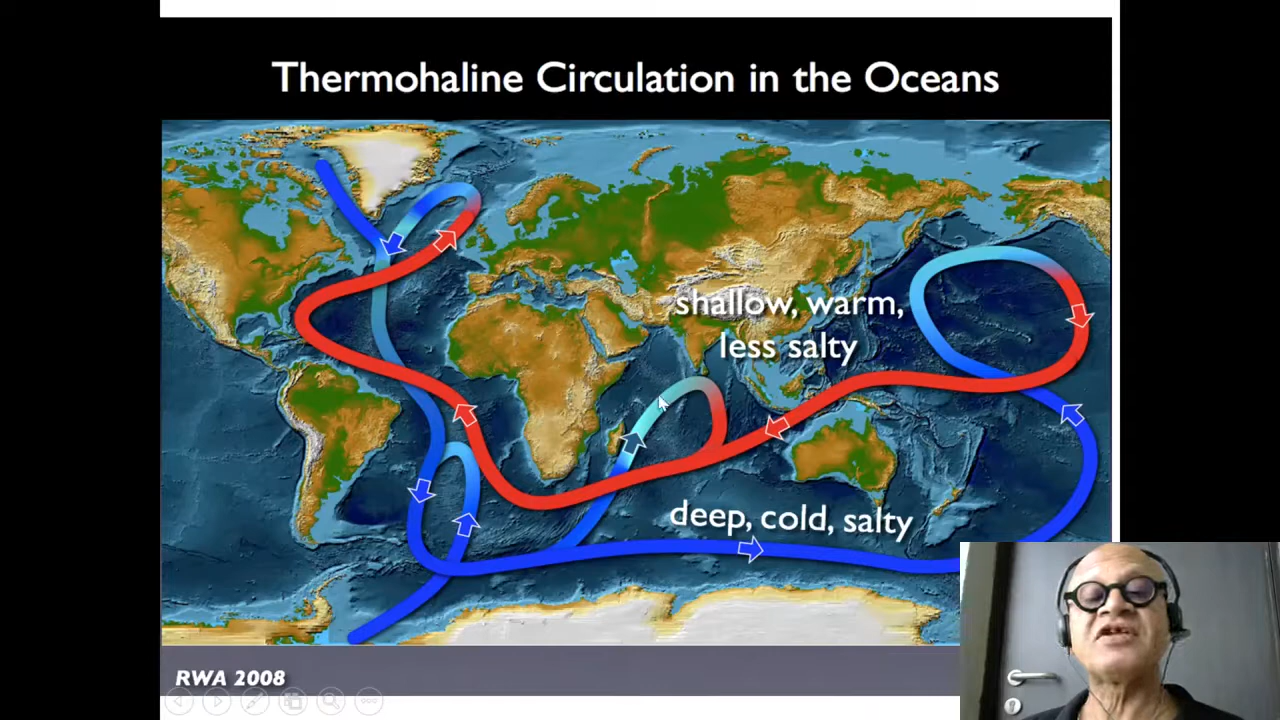 Thermohaline Circulation in the Oceans
shallow, warm,
less salty
deep, cold, salty
RWA 2008